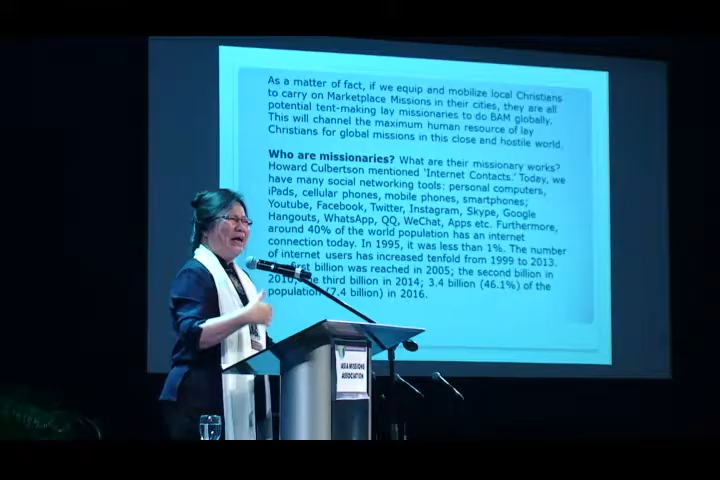 As a matter of fact, if we equip and mobilize local Christians
to carry on Marketplace Missions in their cities, they are all
potential tent-making lay missionaries to do BAM globally.
This will channel the maximum human resource of lay
Christians for global missions in this close and hostile world.
Who are missionaries? What are their missionary works?
Howard Culbertson mentioned 'Internet Contacts.' Today, we
have many social networking tools: personal computers,
iPads, cellular phones, mobile phones, smartphones;
Youtube, Facebook, Twitter, Instagram, Skype, Google
Hangouts, WhatsApp, QQ, WeChat, Apps etc. Furthermore,
around 40% of the world population has an internet
connection today. In 1995, it was less than 1%. The number
of internet users has increased tenfold from 1999 to 2013.
first billion was reached in 2005; the second billion in
2010, the third billion in 2014; 3.4 billion (46.1%) of the
population (7.4 billion) in 2016.
ASIA MISSIONS
ASSOCIATION